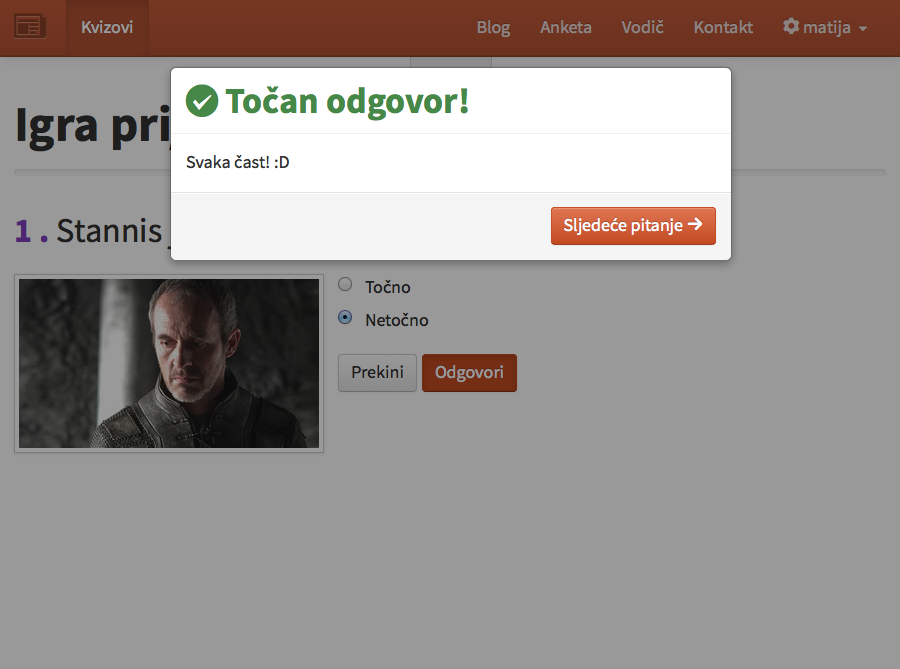 Kvizovi Blog Anketa Vodič Kontakt matija
Točan odgovor!
Svaka čast! :D
Sljedeće pitanje
Igra
1 . Stannis
Točno
Netočno
Prekini Odgovori